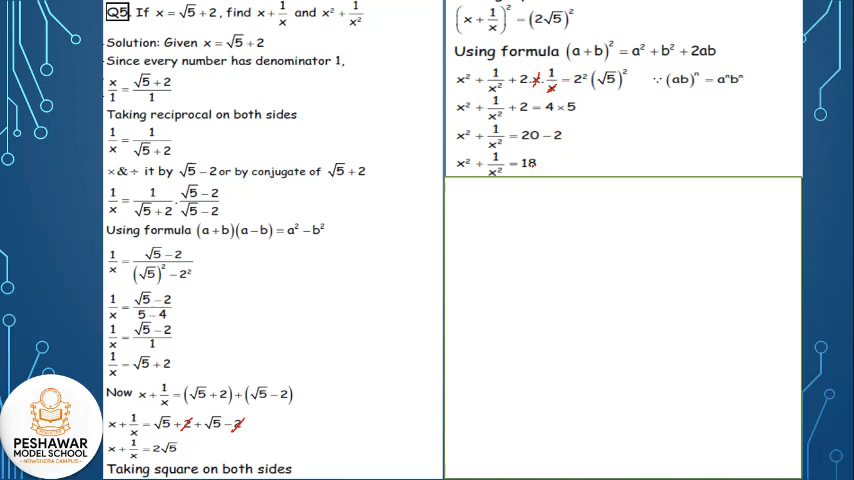 Q5. If x = √5 + 2, find x + 1/x and x² + 1/x²
Solution: Given x = √5 + 2
Since every number has denominator 1,
x/1 = (√5 + 2)/1
Taking reciprocal on both sides
1/x = 1/(√5 + 2)
×&÷ it by √5 − 2 or by conjugate of √5 + 2
1/x = 1/(√5 + 2) . (√5 − 2)/(√5 − 2)
Using formula (a + b)(a − b) = a² − b²
1/x = (√5 − 2)/((√5)² − 2²)
1/x = (√5 − 2)/(5 − 4)
1/x = (√5 − 2)/1
1/x = √5 + 2
Now x + 1/x = (√5 + 2) + (√5 − 2)
x + 1/x = √5 + 2 + √5 − 2
x + 1/x = 2√5
Taking square on both sides
(x + 1/x)² = (2√5)²
Using formula (a + b)² = a² + b² + 2ab
x² + 1/x² + 2.x.1/x = 2²(√5)² ∵ (ab)ⁿ = aⁿbⁿ
x² + 1/x² + 2 = 4 × 5
x² + 1/x² = 20 − 2
x² + 1/x² = 18
PESHAWAR
MODEL SCHOOL
NOWSHERA CAMPUS